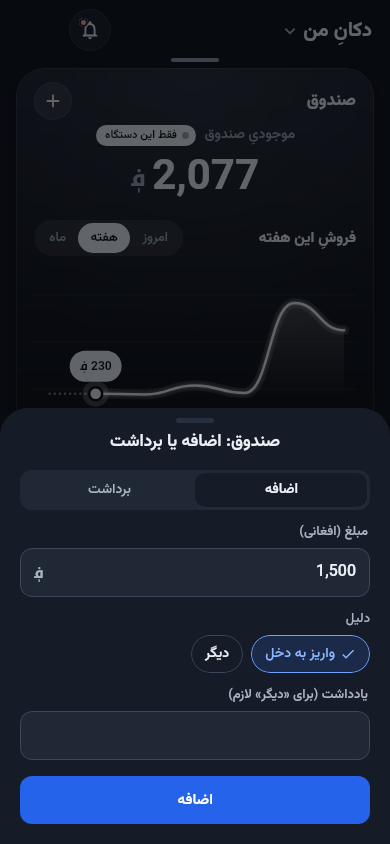 دکانِ من
صندوق
موجودیِ صندوق فقط این دستگاه
2,077 ؋
فروشِ این هفته
امروز هفته ماه
230 ؋
صندوق: اضافه یا برداشت
اضافه برداشت
مبلغ (افغانی)
1,500 ؋
دلیل
واریز به دخل دیگر
یادداشت (برای «دیگر» لازم)
اضافه